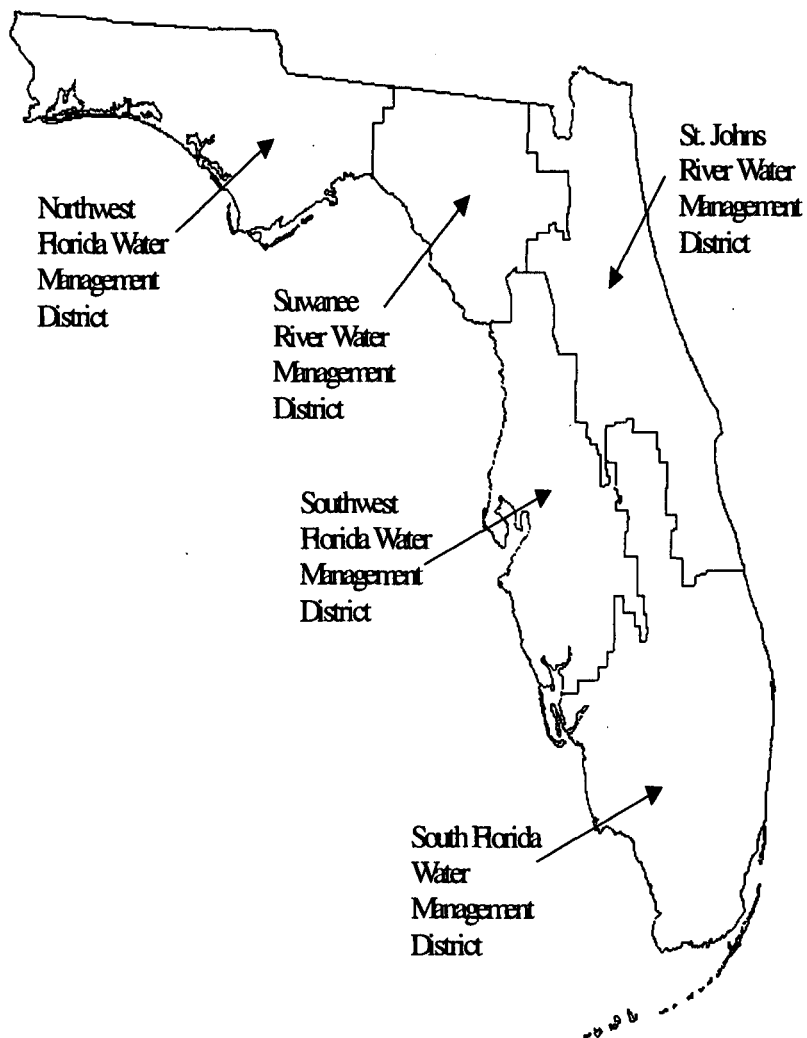 St. Johns
River Water
Management
District
Northwest
Florida Water
Management
District
Suwanee
River Water
Management
District
Southwest
Florida Water
Management
District
South Florida
Water
Management
District